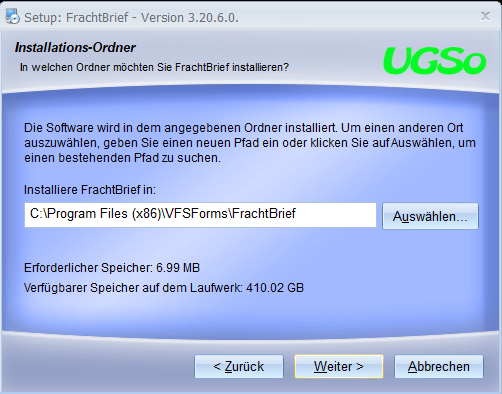 Setup: FrachtBrief - Version 3.20.6.0.
Installations-Ordner
In welchen Ordner möchten Sie FrachtBrief installieren?
UGSo
Die Software wird in dem angegebenen Ordner installiert. Um einen anderen Ort
auszuwählen, geben Sie einen neuen Pfad ein oder klicken Sie auf Auswählen, um
einen bestehenden Pfad zu suchen.
Installiere FrachtBrief in:
C:\Program Files (x86)\VFSForms\FrachtBrief
Auswählen...
Erforderlicher Speicher: 6.99 MB
Verfügbarer Speicher auf dem Laufwerk: 410.02 GB
< Zurück
Weiter >
Abbrechen